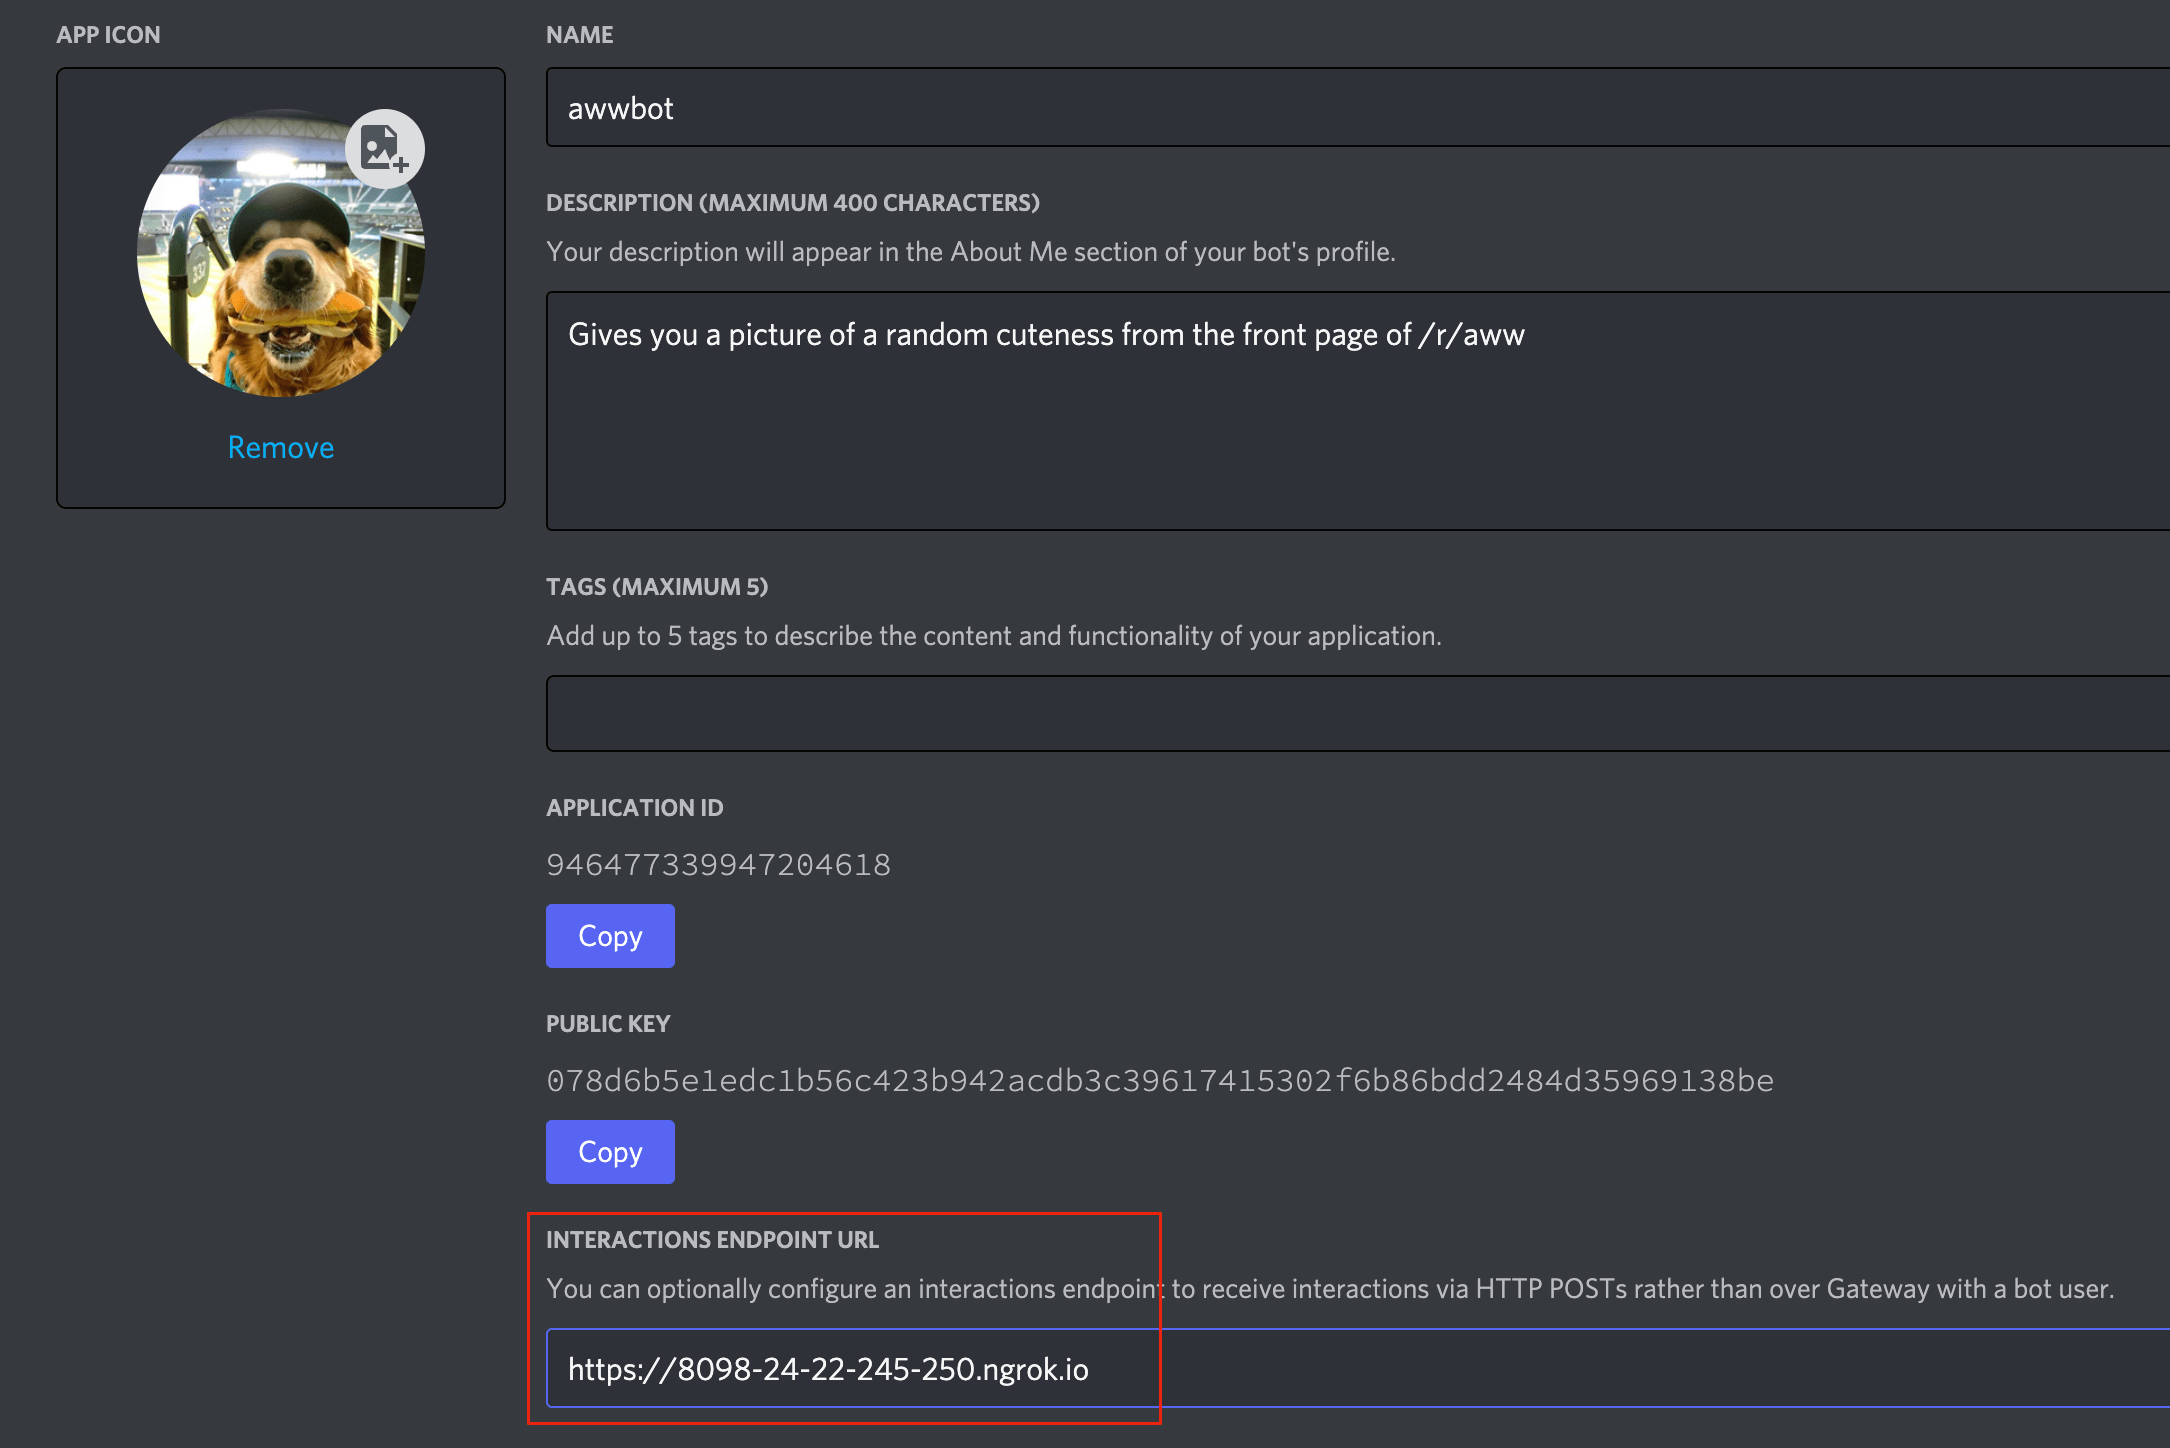 APP ICON
Remove
NAME
awwbot
DESCRIPTION (MAXIMUM 400 CHARACTERS)
Your description will appear in the About Me section of your bot's profile.
Gives you a picture of a random cuteness from the front page of /r/aww
TAGS (MAXIMUM 5)
Add up to 5 tags to describe the content and functionality of your application.
APPLICATION ID
946477339947204618
Copy
PUBLIC KEY
078d6b5e1edc1b56c423b942acdb3c39617415302f6b86bdd2484d35969138be
Copy
INTERACTIONS ENDPOINT URL
You can optionally configure an interactions endpoint to receive interactions via HTTP POSTs rather than over Gateway with a bot user.
https://8098-24-22-245-250.ngrok.io